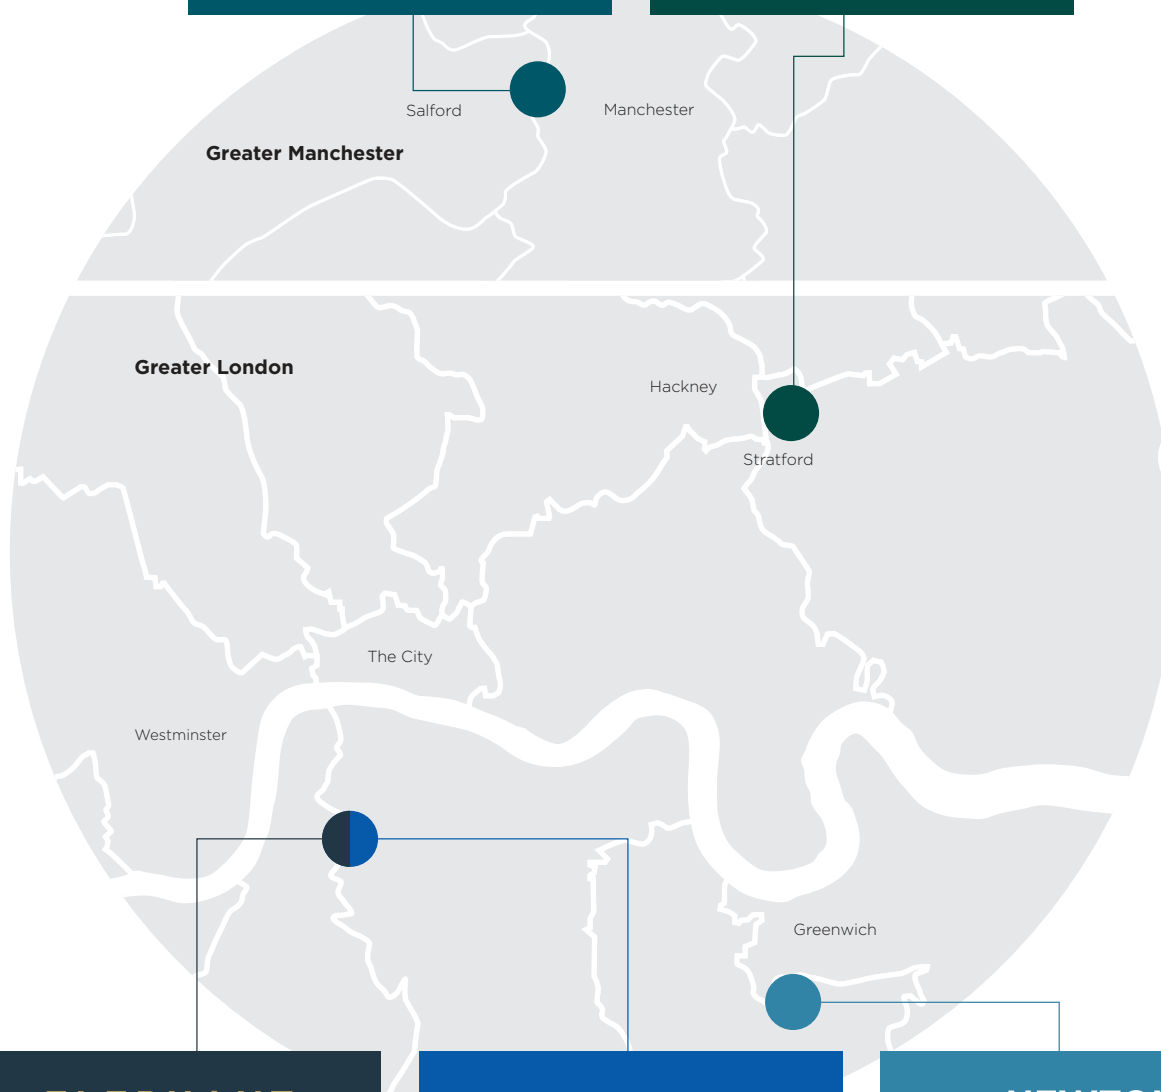 Salford
Manchester
Greater Manchester
Greater London
Hackney
Stratford
The City
Westminster
Greenwich